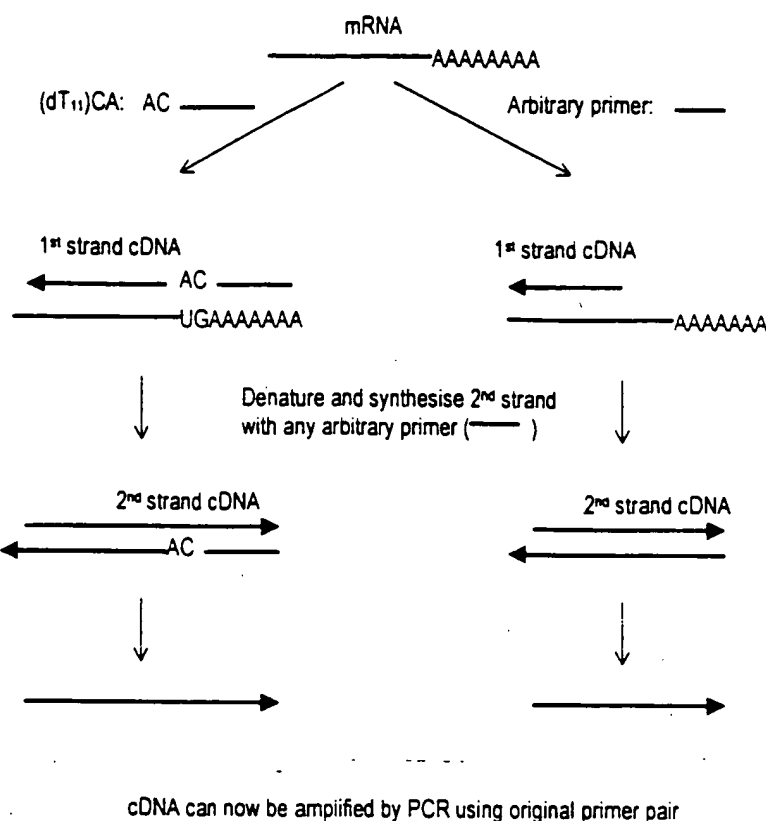 mRNA
AAAAAAAA
(dT₁₁)CA: AC
Arbitrary primer:
1ˢᵗ strand cDNA
AC
UGAAAAAAA
1ˢᵗ strand cDNA
AAAAAAA
Denature and synthesise 2ⁿᵈ strand
with any arbitrary primer ( )
2ⁿᵈ strand cDNA
AC
2ⁿᵈ strand cDNA
cDNA can now be amplified by PCR using original primer pair